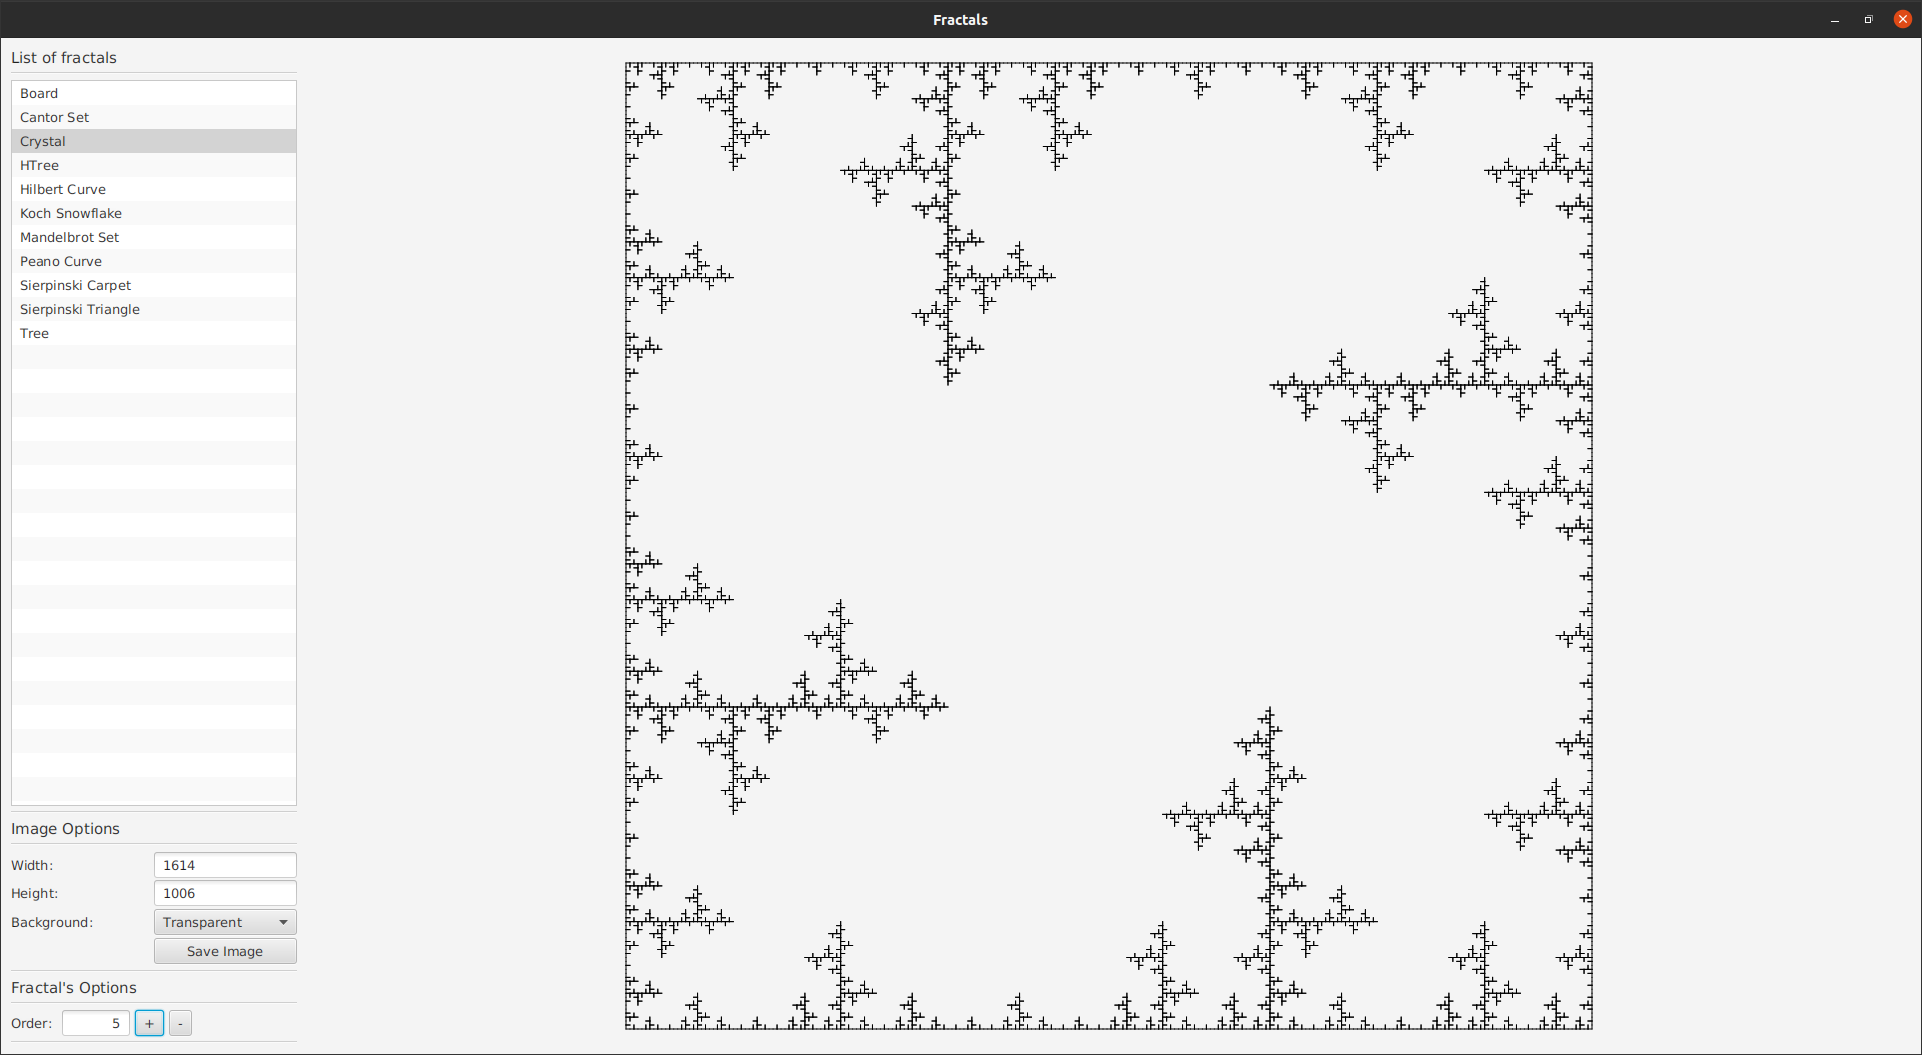 Fractals
List of fractals
Board
Cantor Set
Crystal
HTree
Hilbert Curve
Koch Snowflake
Mandelbrot Set
Peano Curve
Sierpinski Carpet
Sierpinski Triangle
Tree
Image Options
Width: 1614
Height: 1006
Background: Transparent
Save Image
Fractal's Options
Order: 5 + -